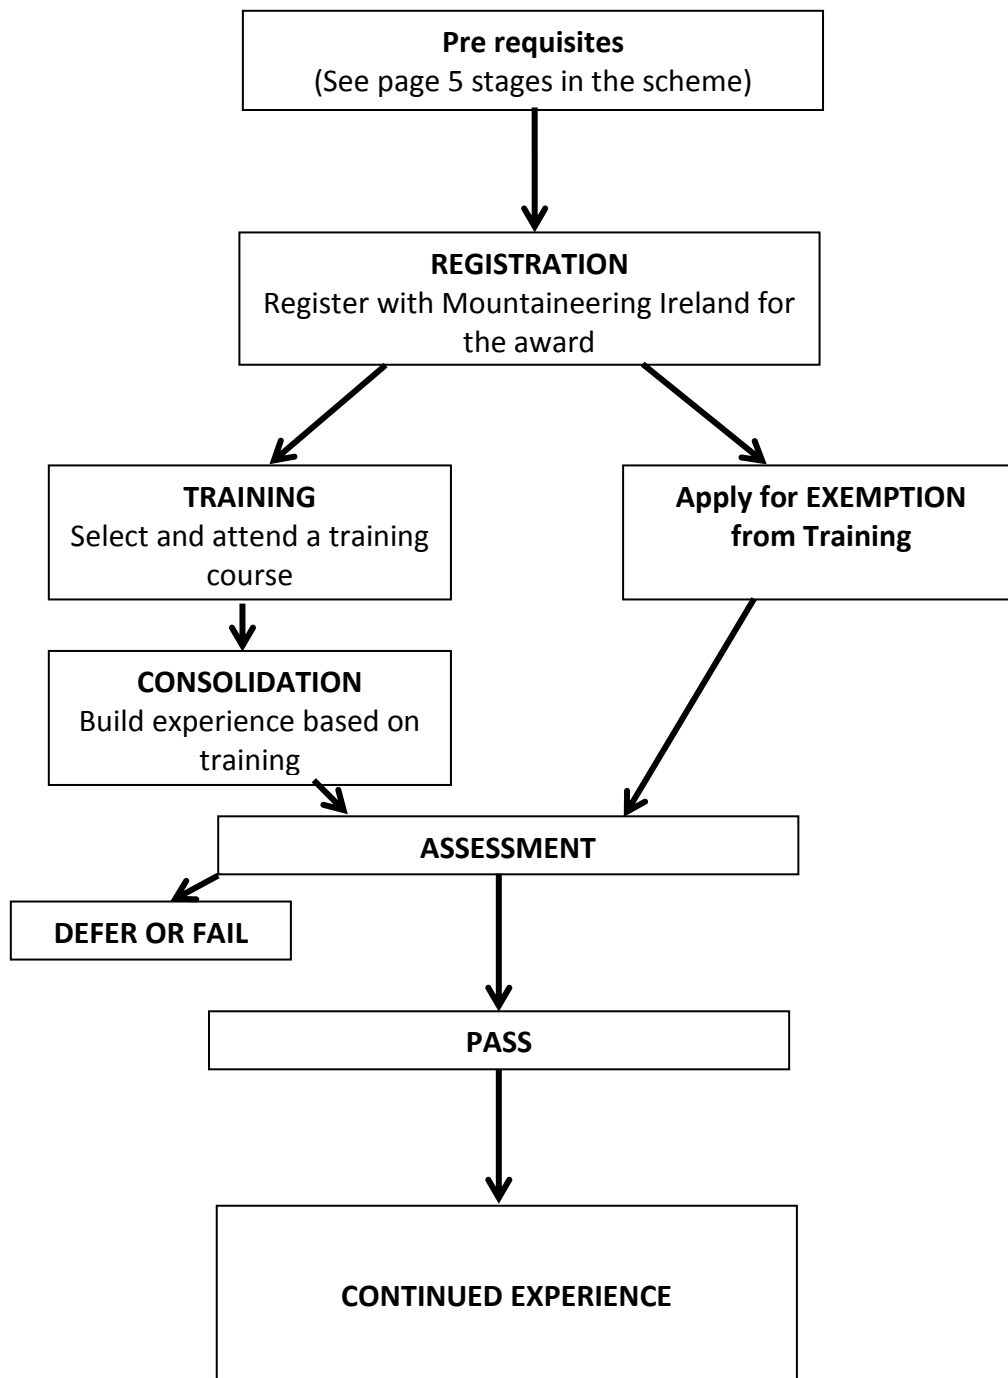 Pre requisites
(See page 5 stages in the scheme)
REGISTRATION
Register with Mountaineering Ireland for
the award
TRAINING
Select and attend a training
course
Apply for EXEMPTION
from Training
CONSOLIDATION
Build experience based on
training
ASSESSMENT
DEFER OR FAIL
PASS
CONTINUED EXPERIENCE